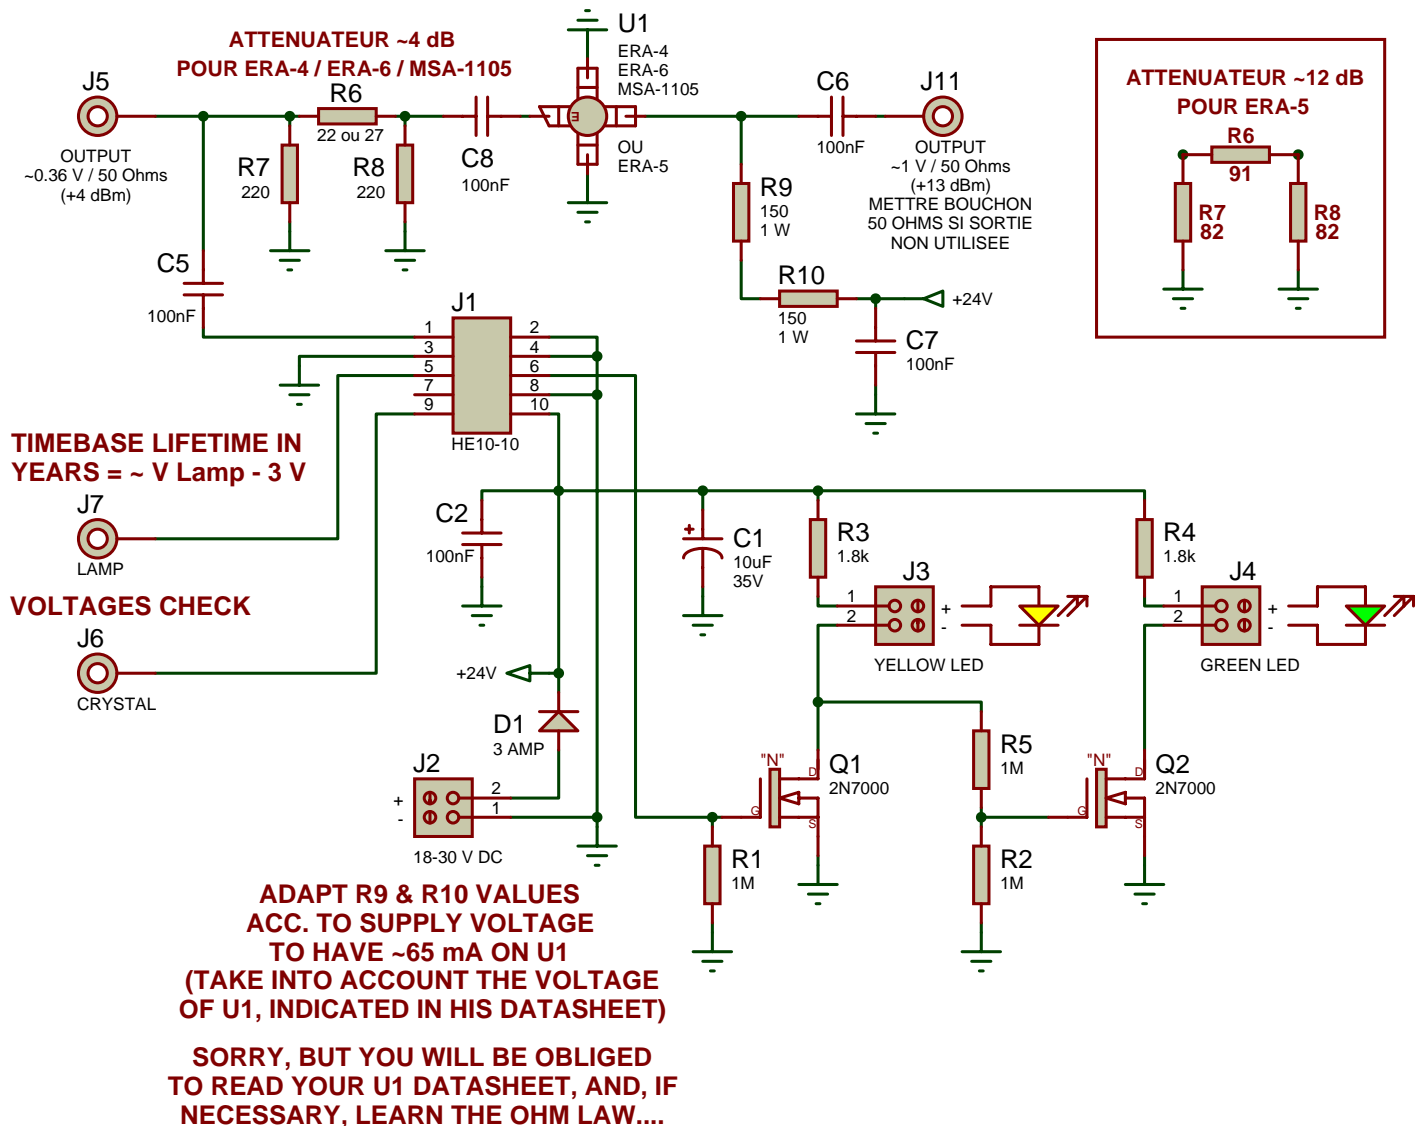 ATTENUATEUR ~4 dB
POUR ERA-4 / ERA-6 / MSA-1105
J5
OUTPUT
~0.36 V / 50 Ohms
(+4 dBm)
R6
22 ou 27
R7
220
R8
220
C8
100nF
U1
ERA-4
ERA-6
MSA-1105
OU
ERA-5
E
C6
100nF
J11
OUTPUT
~1 V / 50 Ohms
(+13 dBm)
METTRE BOUCHON
50 OHMS SI SORTIE
NON UTILISEE
ATTENUATEUR ~12 dB
POUR ERA-5
R6
91
R7
82
R8
82
R9
150
1 W
R10
150
1 W
+24V
C7
100nF
C5
100nF
J1
1
3
5
7
9
2
4
6
8
10
HE10-10
TIMEBASE LIFETIME IN
YEARS = ~ V Lamp - 3 V
J7
LAMP
VOLTAGES CHECK
J6
CRYSTAL
C2
100nF
+
C1
10uF
35V
R3
1.8k
R4
1.8k
J3
1
2
+
-
YELLOW LED
J4
1
2
+
-
GREEN LED
+24V
D1
3 AMP
J2
+
-
2
1
18-30 V DC
"N"
D
G
S
Q1
2N7000
R5
1M
"N"
D
G
S
Q2
2N7000
R1
1M
R2
1M
ADAPT R9 & R10 VALUES
ACC. TO SUPPLY VOLTAGE
TO HAVE ~65 mA ON U1
(TAKE INTO ACCOUNT THE VOLTAGE
OF U1, INDICATED IN HIS DATASHEET)
SORRY, BUT YOU WILL BE OBLIGED
TO READ YOUR U1 DATASHEET, AND, IF
NECESSARY, LEARN THE OHM LAW....